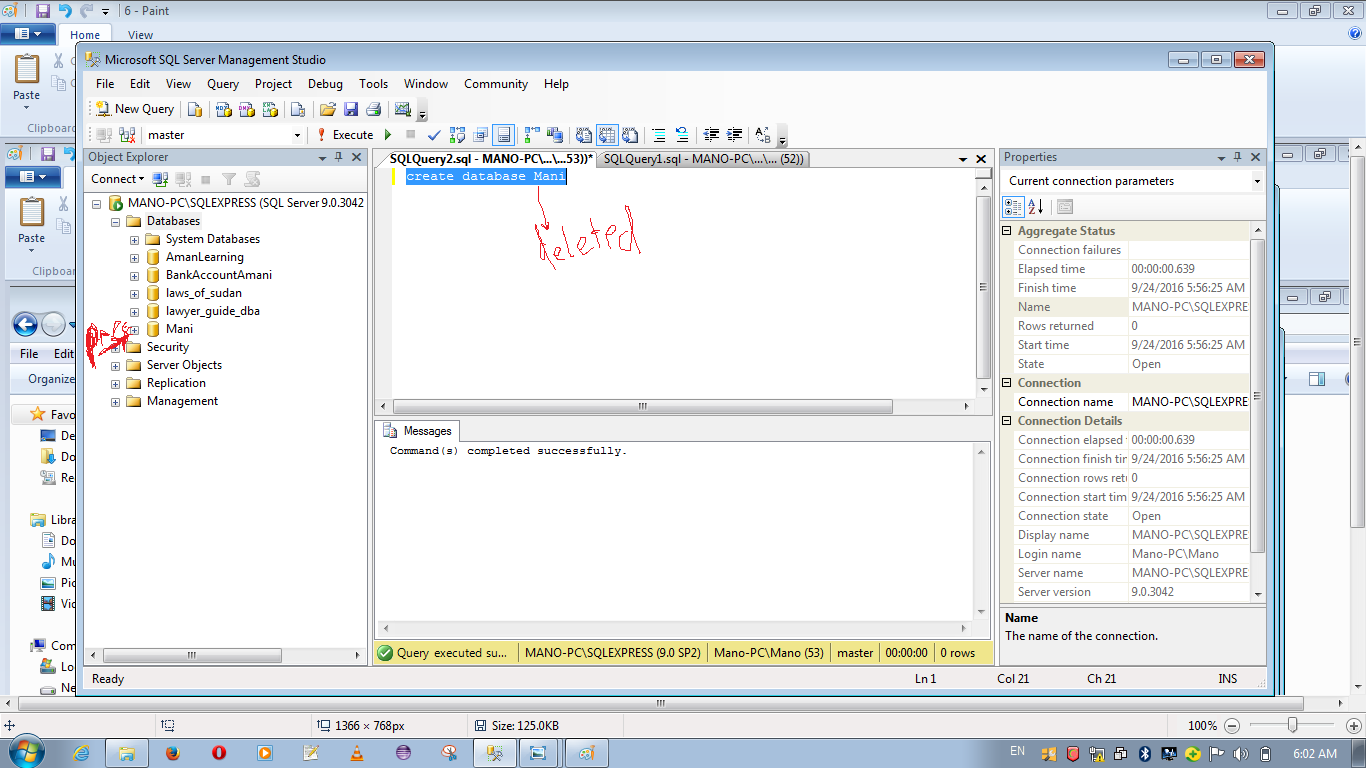 6 - Paint
Home
View
Paste
Clipboard
Paste
Clipboard
File
Edit
Organize
Microsoft SQL Server Management Studio
File Edit View Query Project Debug Tools Window Community Help
New Query
master
Execute
Object Explorer
Connect
MANO-PC\SQLEXPRESS (SQL Server 9.0.3042
Databases
System Databases
AmanLearning
BankAccountAmani
laws_of_sudan
lawyer_guide_dba
Mani
Security
Server Objects
Replication
Management
SQLQuery2.sql - MANO-PC\...\...53))*
SQLQuery1.sql - MANO-PC\...\... (52))
create database Mani
deleted
Messages
Command(s) completed successfully.
Query executed su...
MANO-PC\SQLEXPRESS (9.0 SP2)
Mano-PC\Mano (53)
master
00:00:00
0 rows
Properties
Current connection parameters
Aggregate Status
Connection failures
Elapsed time 00:00:00.639
Finish time 9/24/2016 5:56:25 AM
Name MANO-PC\SQLEXPRE
Rows returned 0
Start time 9/24/2016 5:56:25 AM
State Open
Connection
Connection name MANO-PC\SQLEXPRE
Connection Details
Connection elapsed t 00:00:00.639
Connection finish tim 9/24/2016 5:56:25 AM
Connection rows retu 0
Connection start time 9/24/2016 5:56:25 AM
Connection state Open
Display name MANO-PC\SQLEXPRE
Login name Mano-PC\Mano
Server name MANO-PC\SQLEXPRE
Server version 9.0.3042
Name
The name of the connection.
Ready
Ln 1
Col 21
Ch 21
INS
Favo
De
Do
Re
Libra
Do
Mu
Pic
Vid
Com
Lo
Ne
1366 × 768px
Size: 125.0KB
100%
EN
6:02 AM